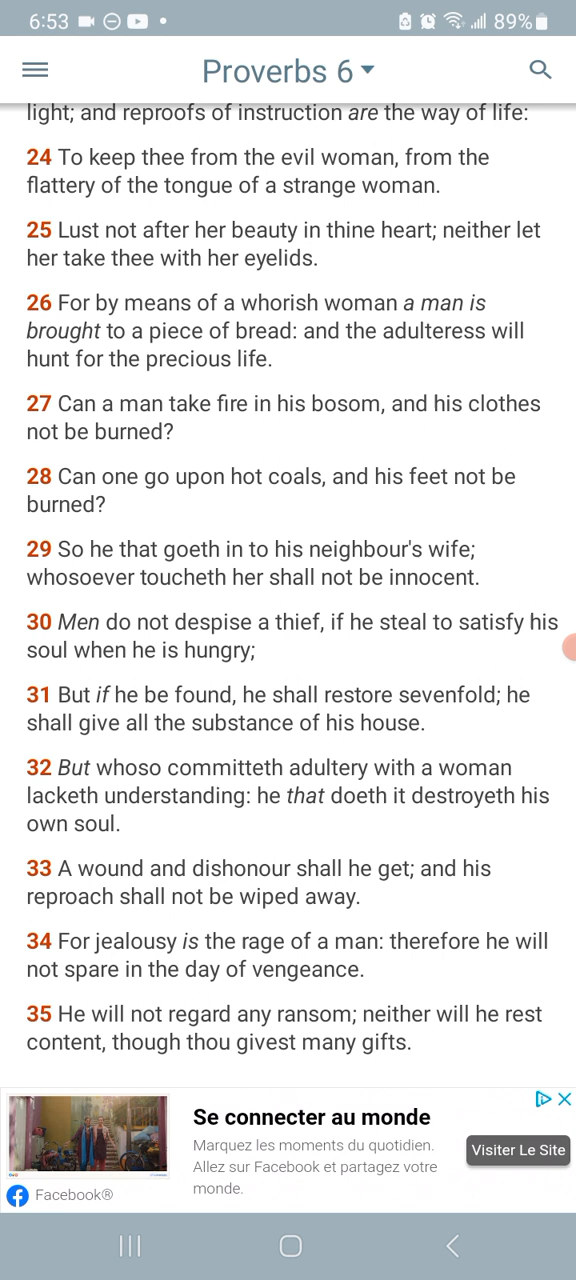 6:53
89%
Proverbs 6
light; and reproofs of instruction are the way of life:
24 To keep thee from the evil woman, from the
flattery of the tongue of a strange woman.
25 Lust not after her beauty in thine heart; neither let
her take thee with her eyelids.
26 For by means of a whorish woman a man is
brought to a piece of bread: and the adulteress will
hunt for the precious life.
27 Can a man take fire in his bosom, and his clothes
not be burned?
28 Can one go upon hot coals, and his feet not be
burned?
29 So he that goeth in to his neighbour's wife;
whosoever toucheth her shall not be innocent.
30 Men do not despise a thief, if he steal to satisfy his
soul when he is hungry;
31 But if he be found, he shall restore sevenfold; he
shall give all the substance of his house.
32 But whoso committeth adultery with a woman
lacketh understanding: he that doeth it destroyeth his
own soul.
33 A wound and dishonour shall he get; and his
reproach shall not be wiped away.
34 For jealousy is the rage of a man: therefore he will
not spare in the day of vengeance.
35 He will not regard any ransom; neither will he rest
content, though thou givest many gifts.
Se connecter au monde
Marquez les moments du quotidien.
Allez sur Facebook et partagez votre
monde.
Visiter Le Site
Facebook®